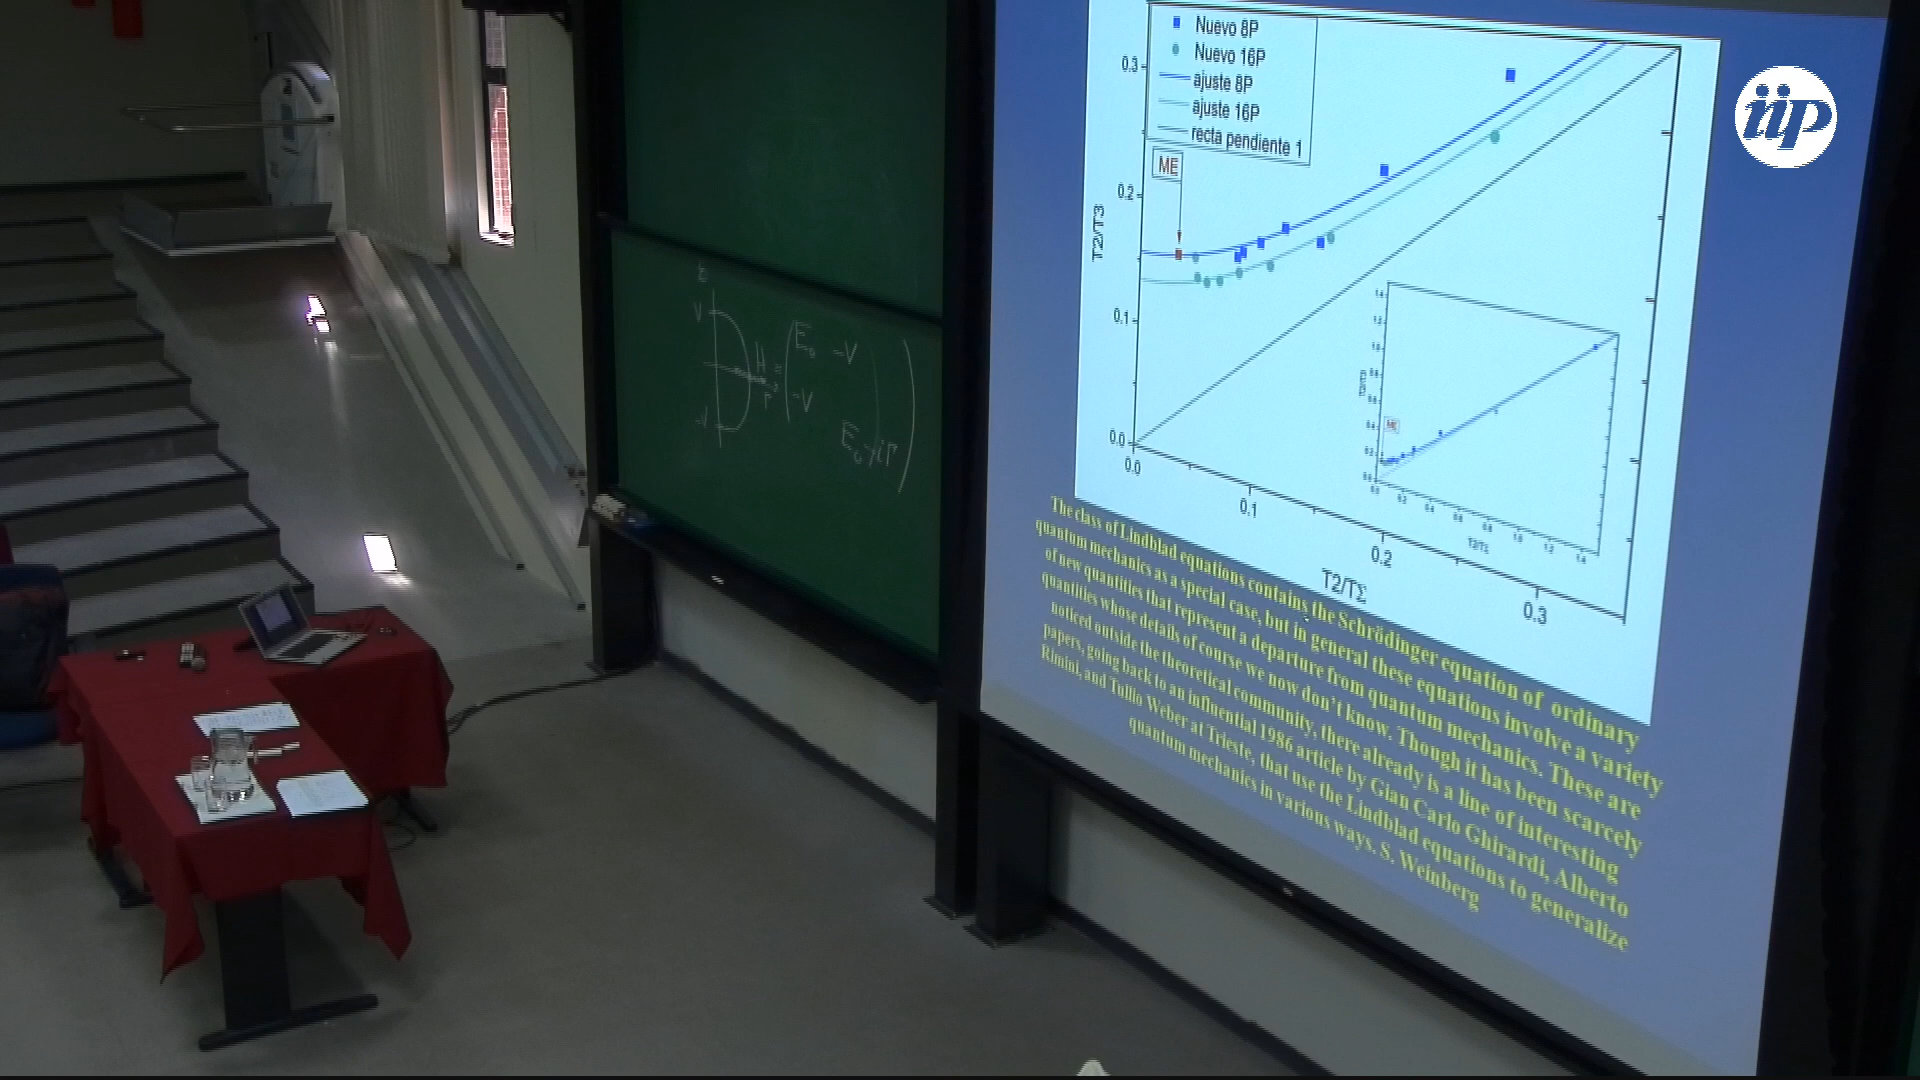 iip
Nuevo 8P
Nuevo 16P
ajuste 8P
ajuste 16P
recta pendiente 1
ME
0.3
0.2
0.1
0.0
T2/T3
0.0
0.1
0.2
0.3
T2/TΣ
ME
The class of Lindblad equations contains the Schrödinger equation of ordinary
quantum mechanics as a special case, but in general these equations involve a variety
of new quantities that represent a departure from quantum mechanics. These are
quantities whose details of course we now don't know. Though it has been scarcely
noticed outside the theoretical community, there already is a line of interesting
papers, going back to an influential 1986 article by Gian Carlo Ghirardi, Alberto
Rimini, and Tullio Weber at Trieste, that use the Lindblad equations to generalize
quantum mechanics in various ways. S. Weinberg
V
-V
Γ
H =
E₀ -V
-V
E₀-iΓ